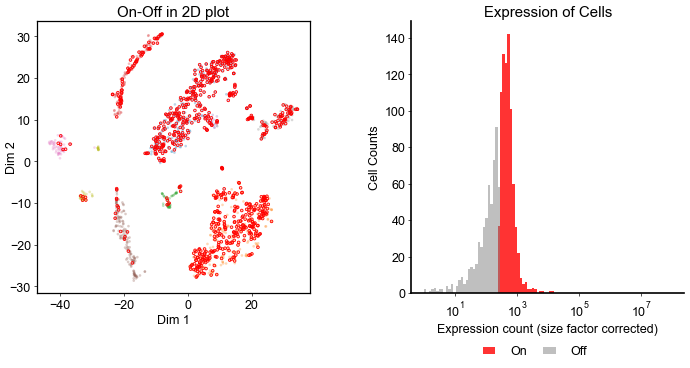 On-Off in 2D plot
30
20
10
0
−10
−20
−30
Dim 2
−40
−20
0
20
Dim 1
Expression of Cells
140
120
100
80
60
40
20
0
Cell Counts
10^1
10^3
10^5
10^7
Expression count (size factor corrected)
On
Off